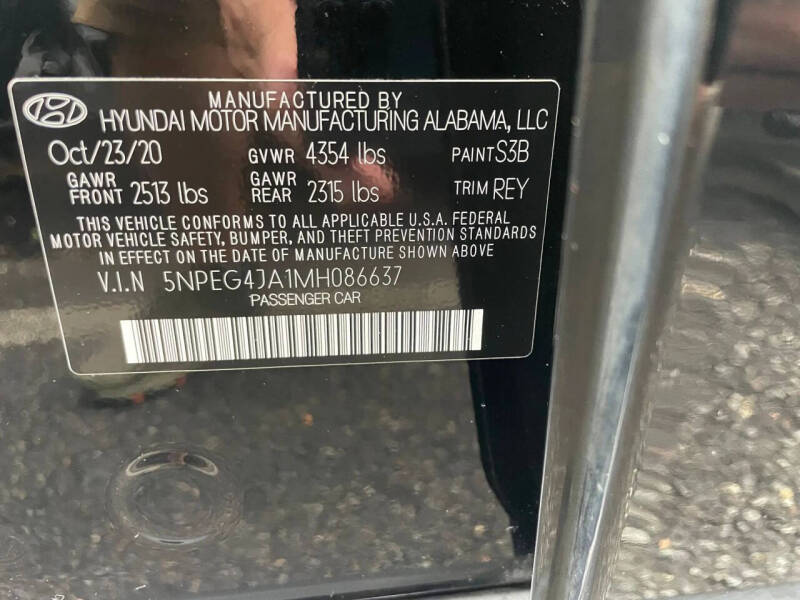 MANUFACTURED BY
HYUNDAI MOTOR MANUFACTURING ALABAMA, LLC
Oct/23/20 GVWR 4354 lbs PAINT S3B
GAWR FRONT 2513 lbs GAWR REAR 2315 lbs TRIM REY
THIS VEHICLE CONFORMS TO ALL APPLICABLE U.S.A. FEDERAL
MOTOR VEHICLE SAFETY, BUMPER, AND THEFT PREVENTION STANDARDS
IN EFFECT ON THE DATE OF MANUFACTURE SHOWN ABOVE
V.I.N 5NPEG4JA1MH086637
PASSENGER CAR